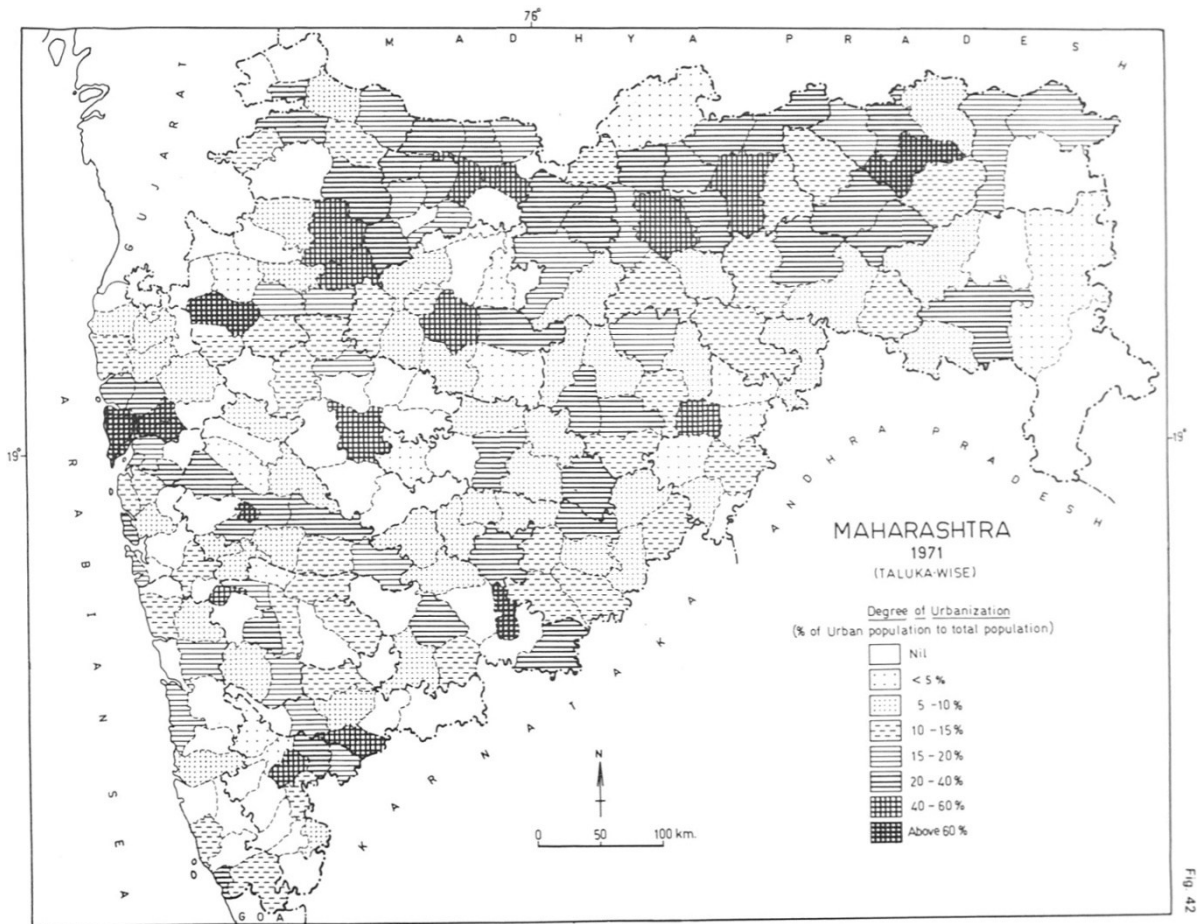 76°
MADHYA PRADESH
GUJARAT
19°
19°
ARABIAN SEA
ANDHRA PRADESH
KARNATAKA
GOA
MAHARASHTRA
1971
(TALUKA-WISE)
Degree of Urbanization
(% of Urban population to total population)
Nil
< 5 %
5 - 10 %
10 - 15 %
15 - 20 %
20 - 40 %
40 - 60 %
Above 60 %
N
0 50 100 km.
Fig. 42